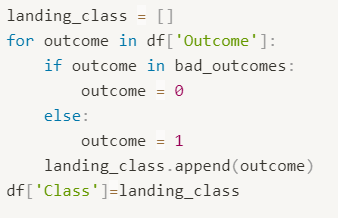 landing_class = []
for outcome in df['Outcome']:
    if outcome in bad_outcomes:
        outcome = 0
    else:
        outcome = 1
    landing_class.append(outcome)
df['Class']=landing_class